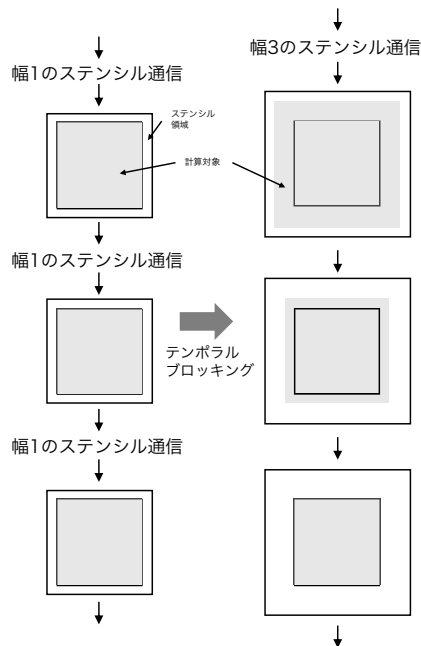 幅1のステンシル通信
ステンシル
領域
計算対象
幅1のステンシル通信
幅1のステンシル通信
テンポラル
ブロッキング
幅3のステンシル通信